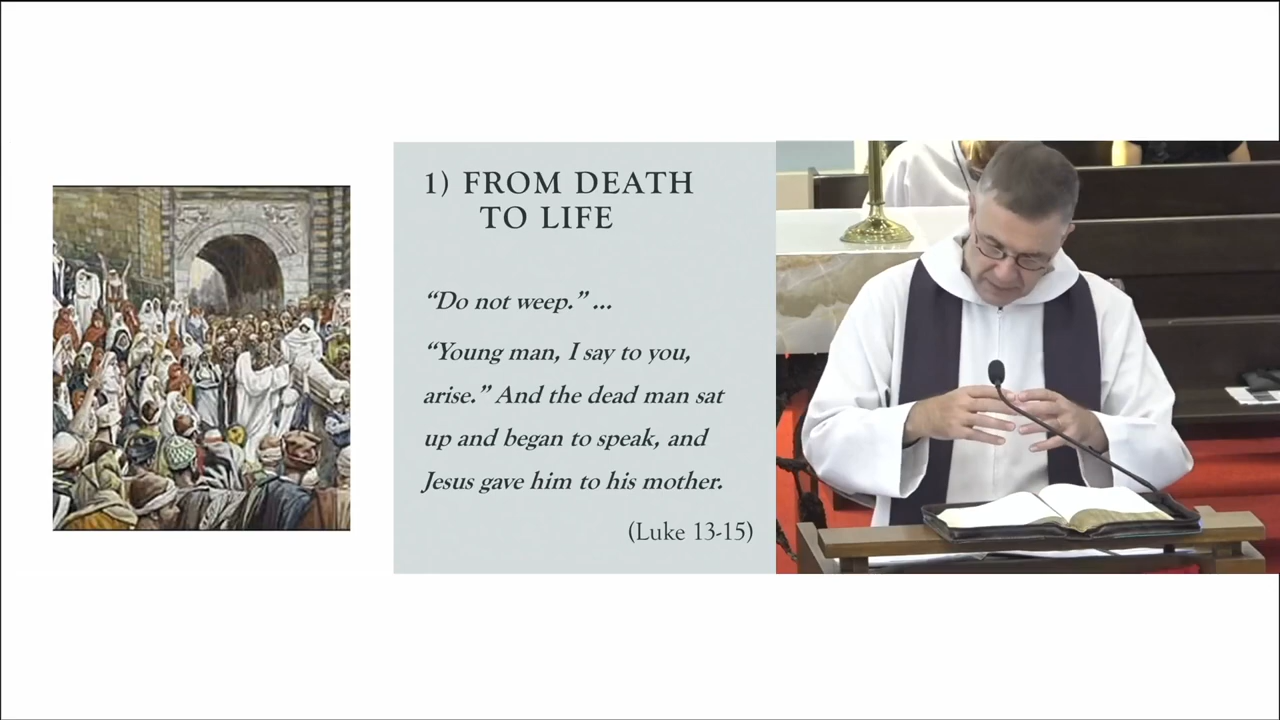 1) FROM DEATH
TO LIFE
“Do not weep.” ...
“Young man, I say to you,
arise.” And the dead man sat
up and began to speak, and
Jesus gave him to his mother.
(Luke 13-15)